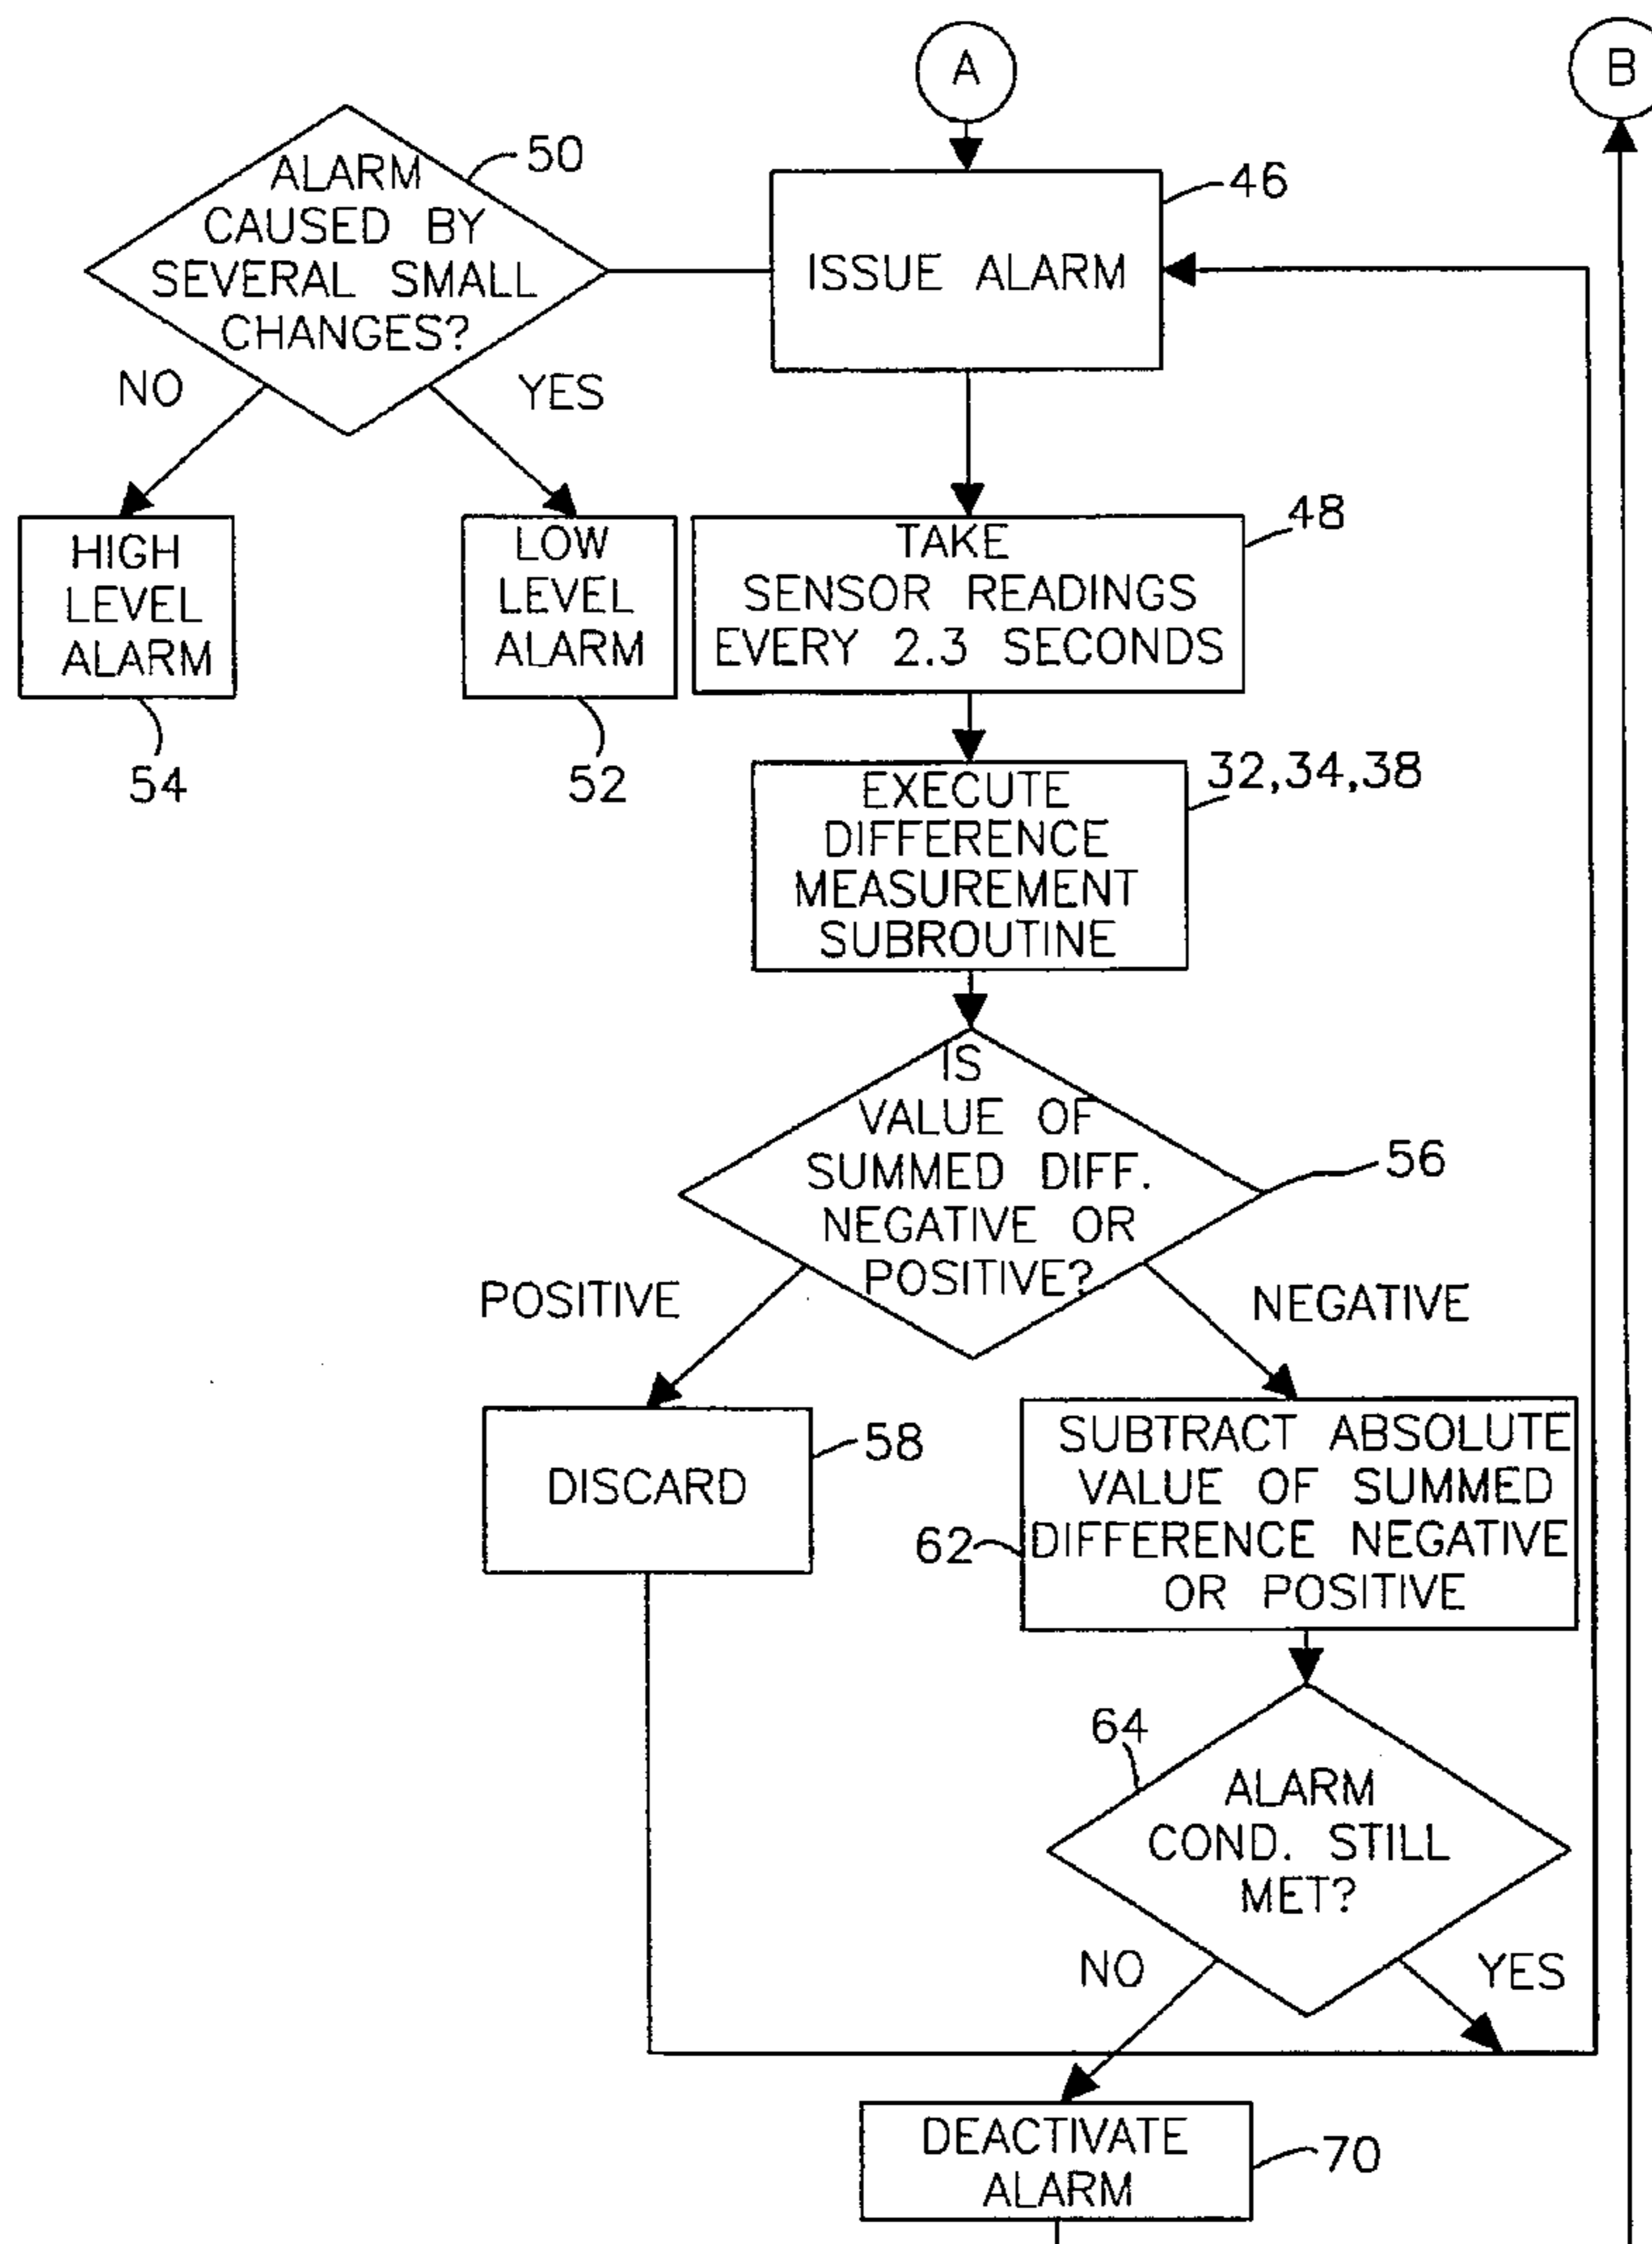 A
B
50
ALARM
CAUSED BY
SEVERAL SMALL
CHANGES?
46
ISSUE ALARM
NO
YES
HIGH
LEVEL
ALARM
54
LOW
LEVEL
ALARM
52
48
TAKE
SENSOR READINGS
EVERY 2.3 SECONDS
32,34,38
EXECUTE
DIFFERENCE
MEASUREMENT
SUBROUTINE
IS
VALUE OF
SUMMED DIFF.
NEGATIVE OR
POSITIVE?
56
POSITIVE
NEGATIVE
DISCARD
58
SUBTRACT ABSOLUTE
VALUE OF SUMMED
DIFFERENCE NEGATIVE
OR POSITIVE
62
64
ALARM
COND. STILL
MET?
NO
YES
DEACTIVATE
ALARM
70